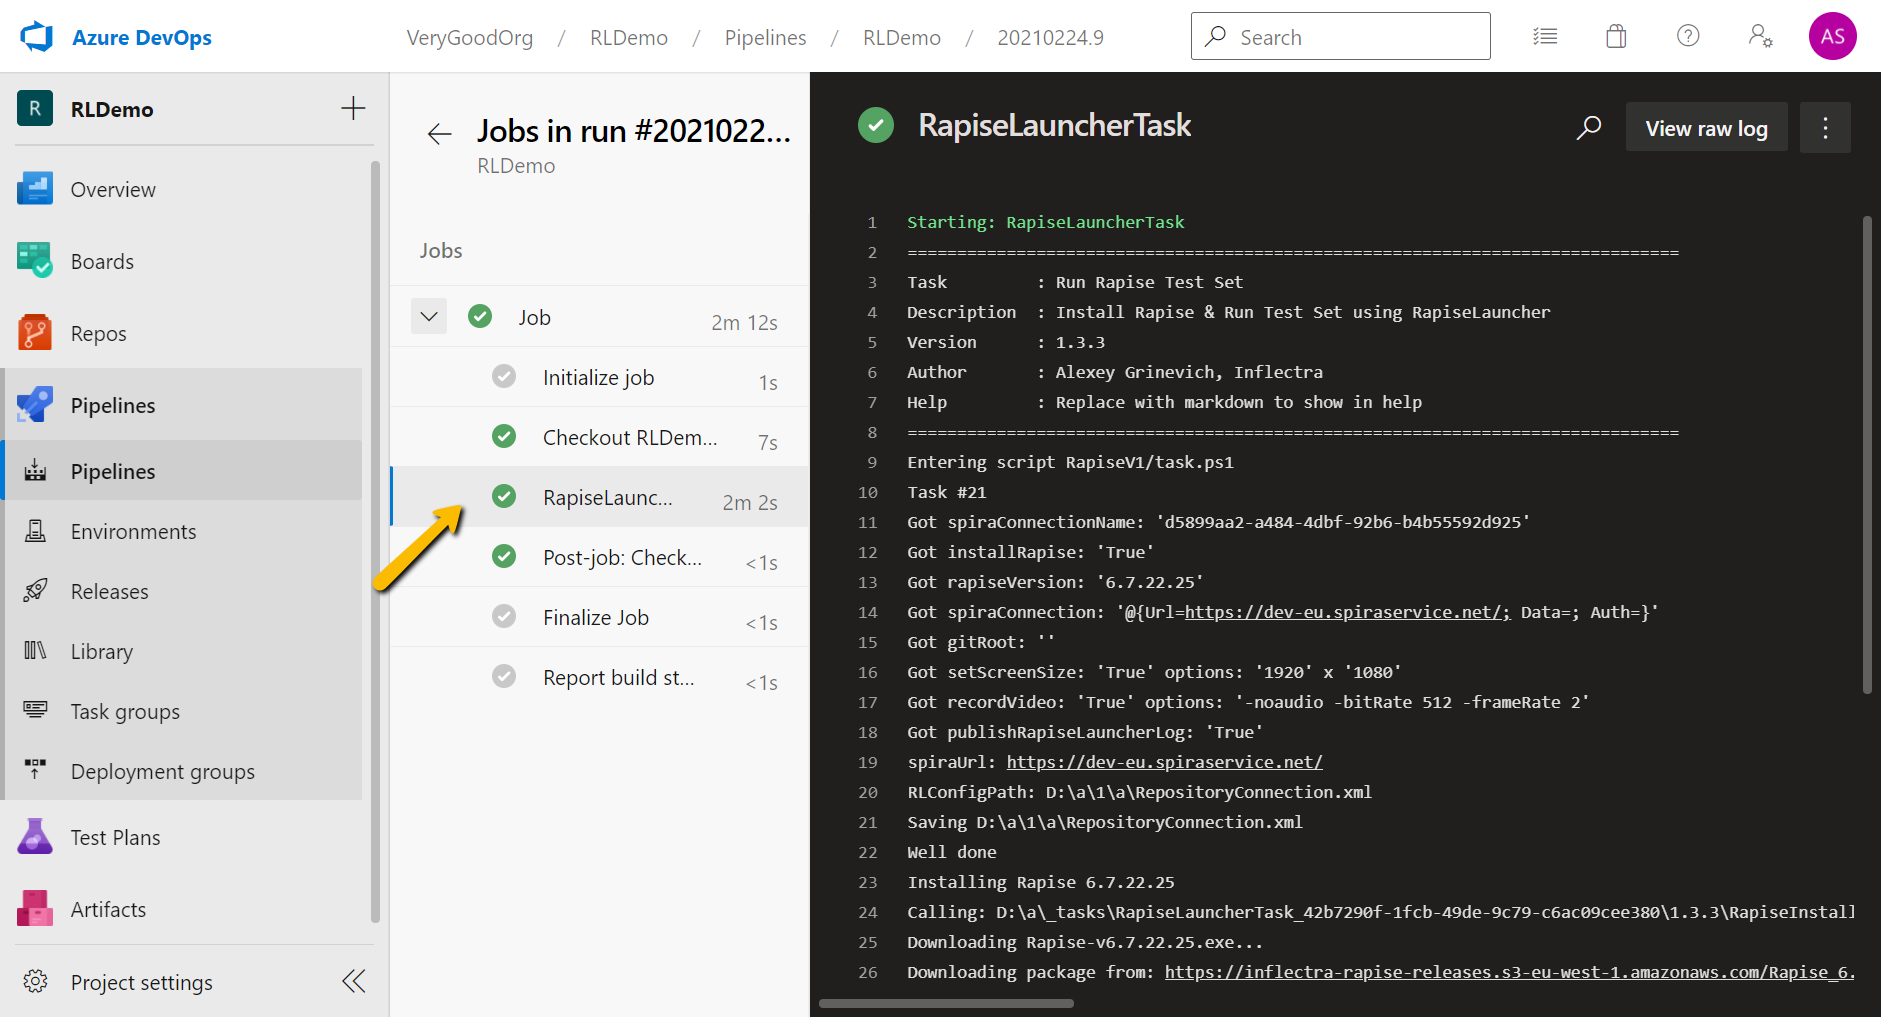 Azure DevOps
VeryGoodOrg / RLDemo / Pipelines / RLDemo / 20210224.9
Search
AS
R RLDemo
Overview
Boards
Repos
Pipelines
Pipelines
Environments
Releases
Library
Task groups
Deployment groups
Test Plans
Artifacts
Project settings
Jobs in run #2021022...
RLDemo
Jobs
Job 2m 12s
Initialize job 1s
Checkout RLDem... 7s
RapiseLaunc... 2m 2s
Post-job: Check... <1s
Finalize Job <1s
Report build st... <1s
RapiseLauncherTask
View raw log
1 Starting: RapiseLauncherTask
2 ==============================================================================
3 Task : Run Rapise Test Set
4 Description : Install Rapise & Run Test Set using RapiseLauncher
5 Version : 1.3.3
6 Author : Alexey Grinevich, Inflectra
7 Help : Replace with markdown to show in help
8 ==============================================================================
9 Entering script RapiseV1/task.ps1
10 Task #21
11 Got spiraConnectionName: 'd5899aa2-a484-4dbf-92b6-b4b55592d925'
12 Got installRapise: 'True'
13 Got rapiseVersion: '6.7.22.25'
14 Got spiraConnection: '@{Url=https://dev-eu.spiraservice.net/; Data=; Auth=}'
15 Got gitRoot: ''
16 Got setScreenSize: 'True' options: '1920' x '1080'
17 Got recordVideo: 'True' options: '-noaudio -bitRate 512 -frameRate 2'
18 Got publishRapiseLauncherLog: 'True'
19 spiraUrl: https://dev-eu.spiraservice.net/
20 RLConfigPath: D:\a\1\a\RepositoryConnection.xml
21 Saving D:\a\1\a\RepositoryConnection.xml
22 Well done
23 Installing Rapise 6.7.22.25
24 Calling: D:\a\_tasks\RapiseLauncherTask_42b7290f-1fcb-49de-9c79-c6ac09cee380\1.3.3\RapiseInstall
25 Downloading Rapise-v6.7.22.25.exe...
26 Downloading package from: https://inflectra-rapise-releases.s3-eu-west-1.amazonaws.com/Rapise_6.